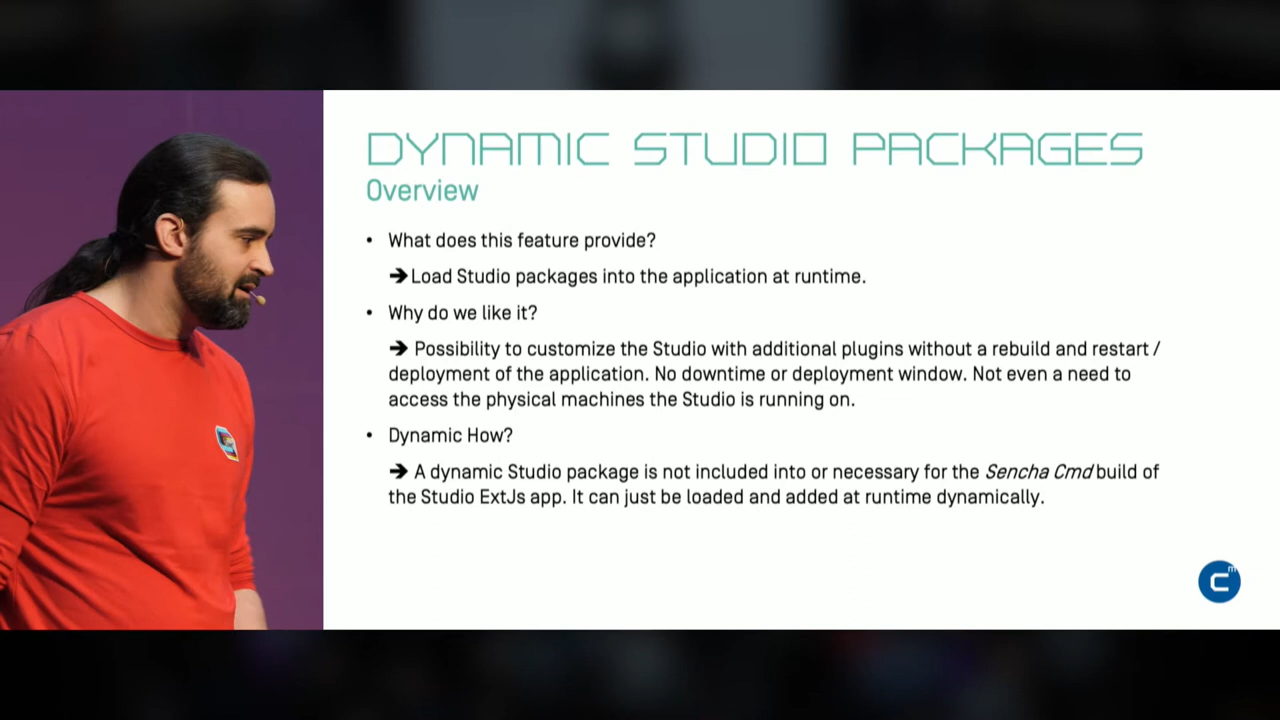 DYNAMIC STUDIO PACKAGES
Overview
• What does this feature provide?
➔ Load Studio packages into the application at runtime.
• Why do we like it?
➔ Possibility to customize the Studio with additional plugins without a rebuild and restart /
deployment of the application. No downtime or deployment window. Not even a need to
access the physical machines the Studio is running on.
• Dynamic How?
➔ A dynamic Studio package is not included into or necessary for the Sencha Cmd build of
the Studio ExtJs app. It can just be loaded and added at runtime dynamically.
C m